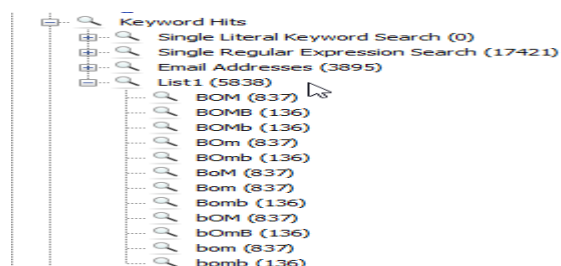 Keyword Hits
Single Literal Keyword Search (0)
Single Regular Expression Search (17421)
Email Addresses (3895)
List1 (5838)
BOM (837)
BOMB (136)
BOMb (136)
BOm (837)
BOmb (136)
BoM (837)
Bom (837)
Bomb (136)
bOM (837)
bOmB (136)
bom (837)
bomb (136)